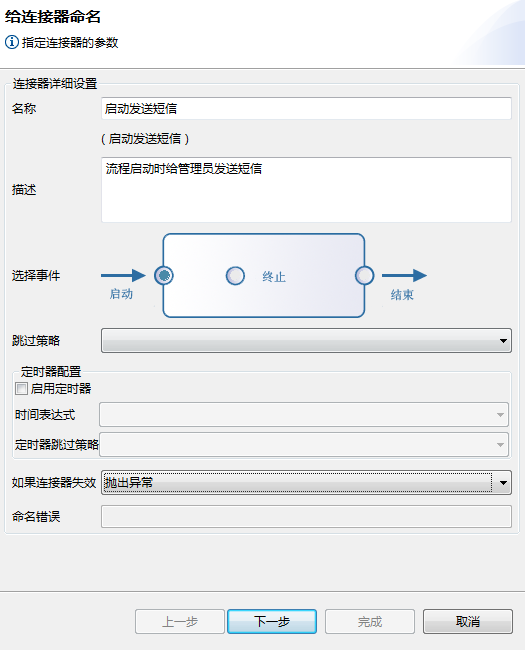 给连接器命名
指定连接器的参数
连接器详细设置
名称 启动发送短信
( 启动发送短信 )
描述 流程启动时给管理员发送短信
选择事件 启动 终止 结束
跳过策略
定时器配置
启用定时器
时间表达式
定时器跳过策略
如果连接器失效 抛出异常
命名错误
上一步 下一步 完成 取消